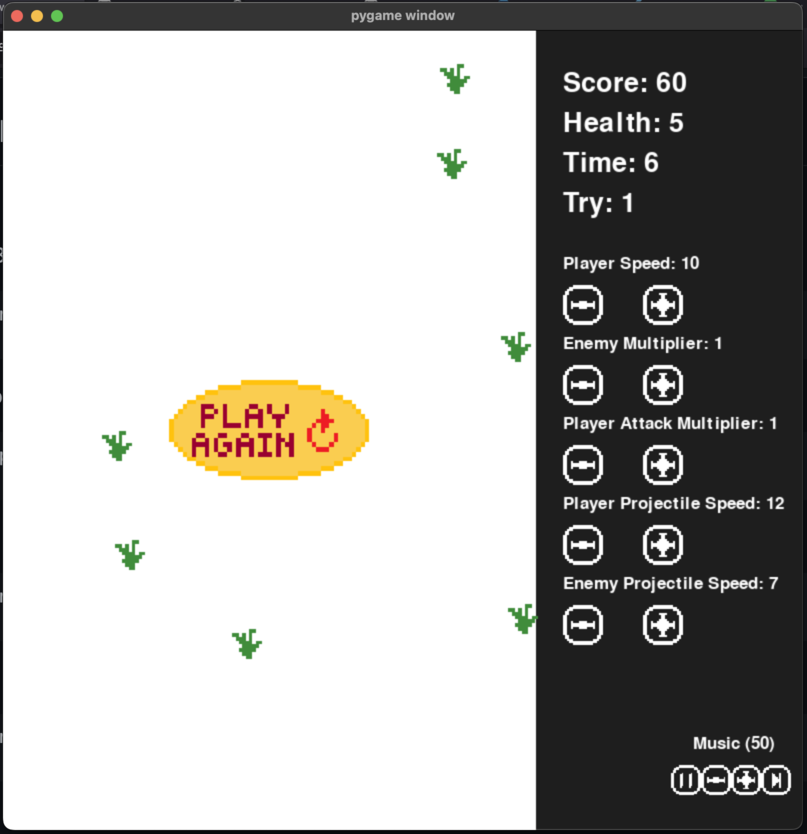 pygame window
PLAY
AGAIN
Score: 60
Health: 5
Time: 6
Try: 1
Player Speed: 10
Enemy Multiplier: 1
Player Attack Multiplier: 1
Player Projectile Speed: 12
Enemy Projectile Speed: 7
Music (50)